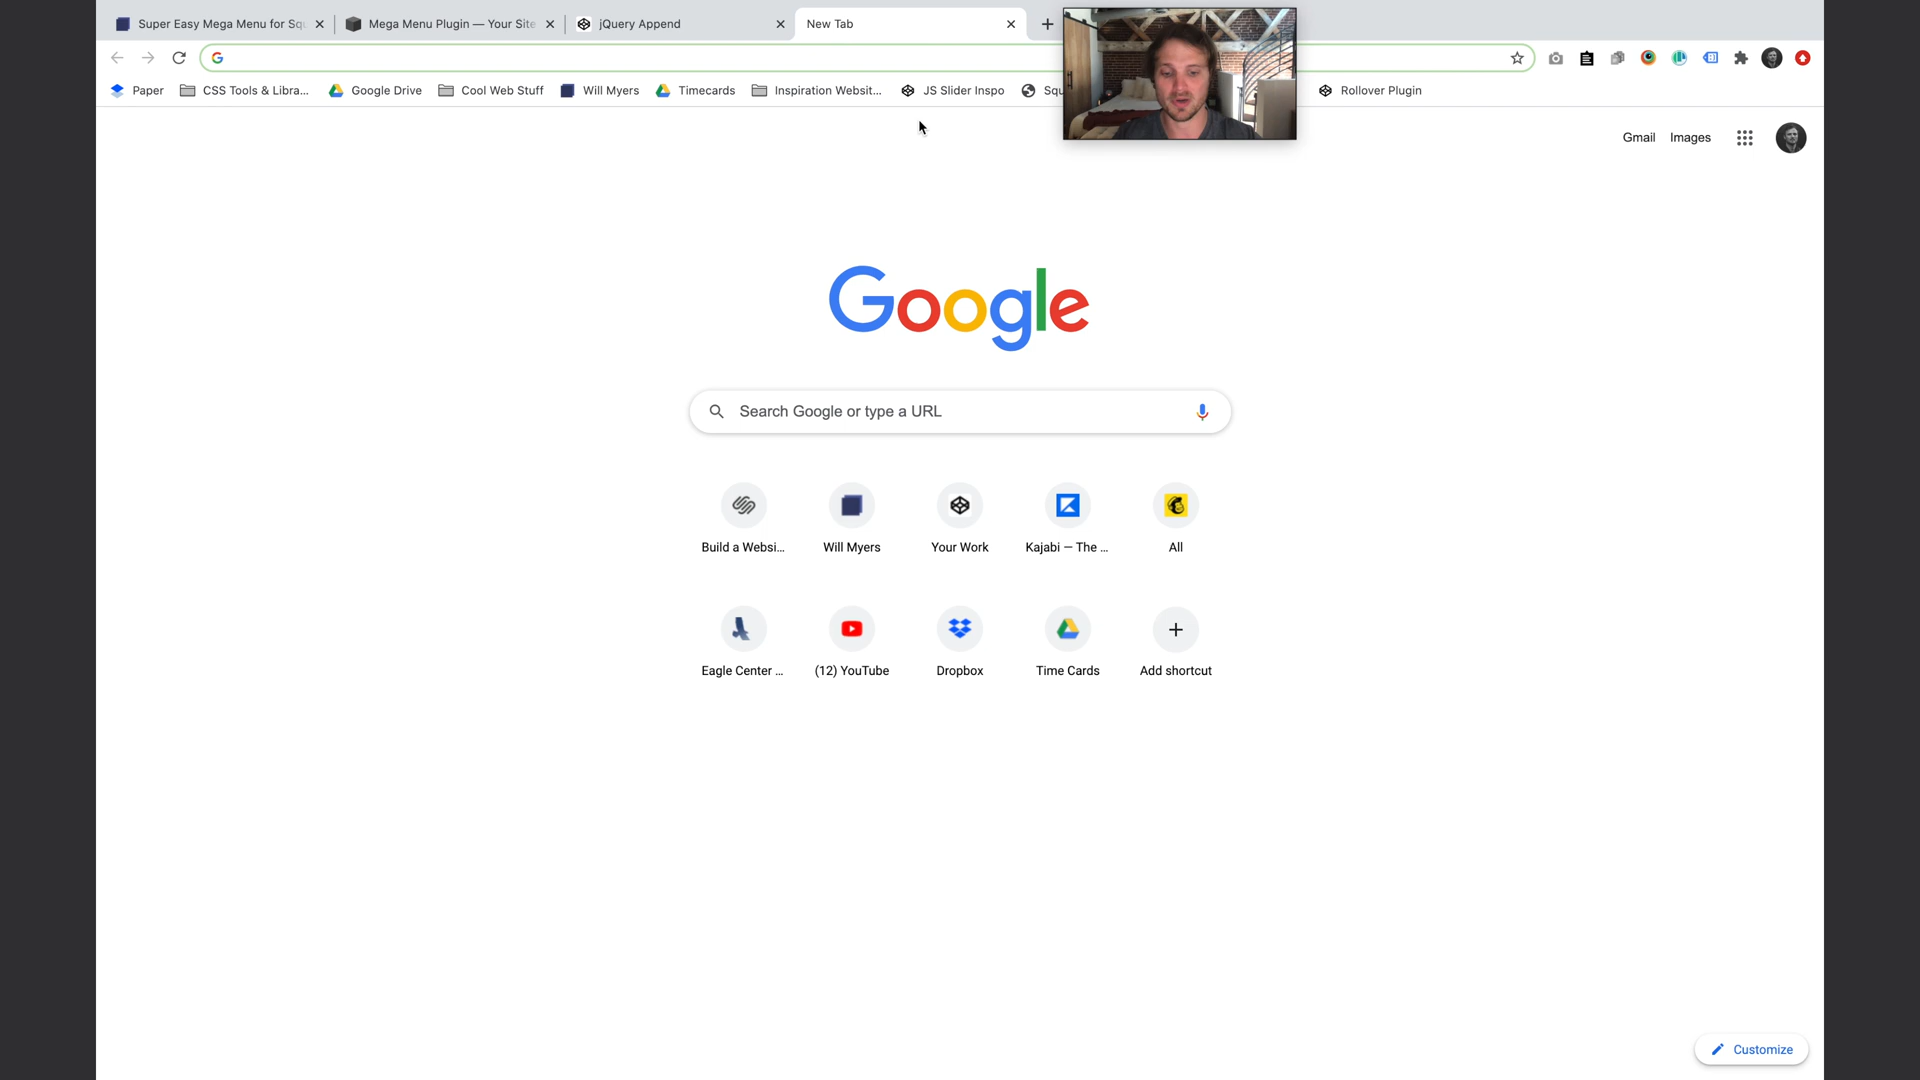 Super Easy Mega Menu for Squ
Mega Menu Plugin — Your Site
jQuery Append
New Tab
Paper
CSS Tools & Libra...
Google Drive
Cool Web Stuff
Will Myers
Timecards
Inspiration Websit...
JS Slider Inspo
Squ
Rollover Plugin
Gmail
Images
Google
Search Google or type a URL
Build a Websi...
Will Myers
Your Work
Kajabi — The ...
All
Eagle Center ...
(12) YouTube
Dropbox
Time Cards
Add shortcut
Customize